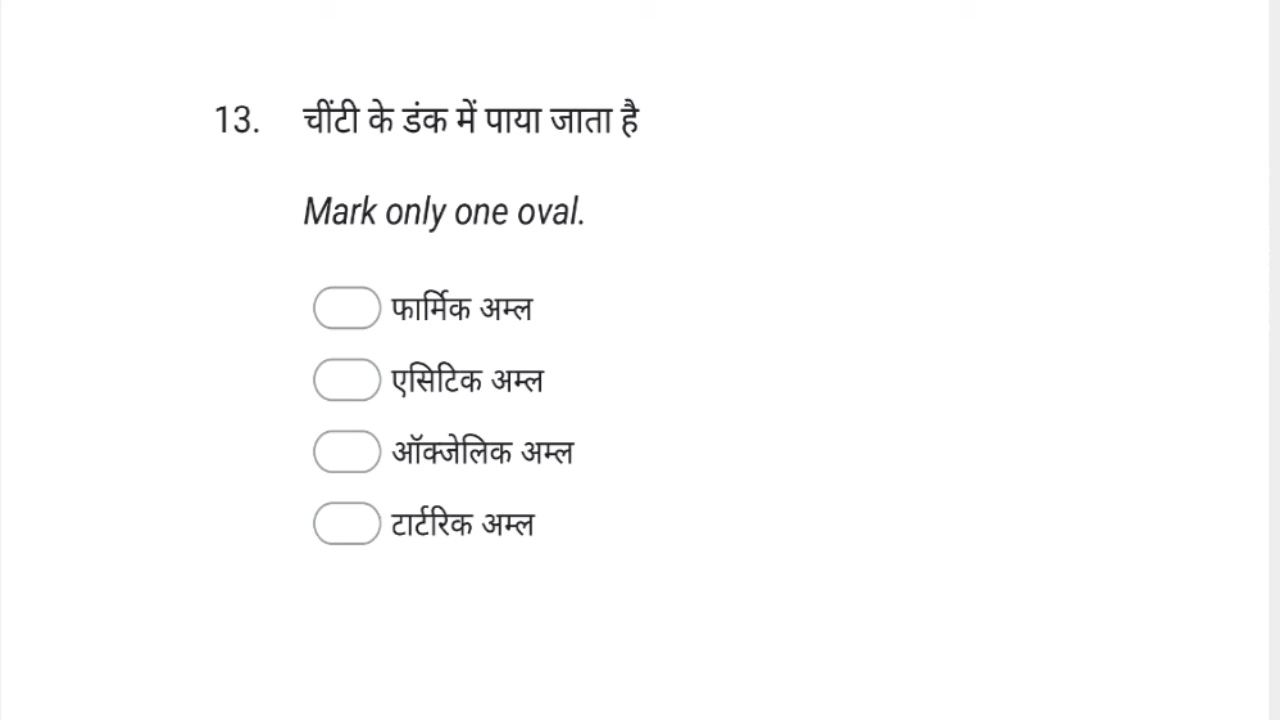 13. चींटी के डंक में पाया जाता है
Mark only one oval.
फार्मिक अम्ल
एसिटिक अम्ल
ऑक्जेलिक अम्ल
टार्टरिक अम्ल